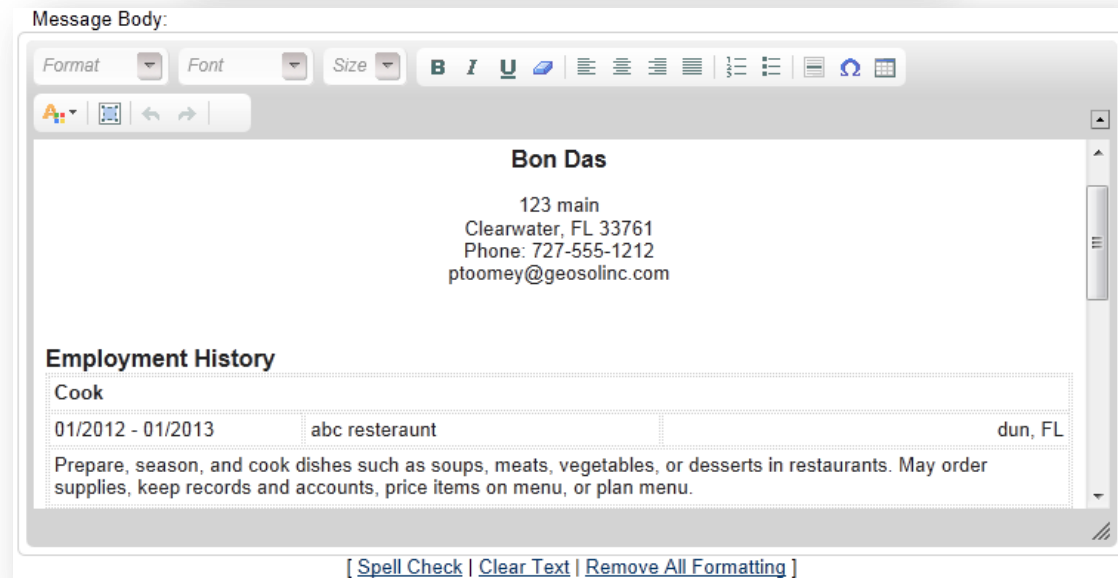 Message Body:
Format Font Size B I U Ω
A
Bon Das
123 main
Clearwater, FL 33761
Phone: 727-555-1212
ptoomey@geosolinc.com
Employment History
Cook
01/2012 - 01/2013 abc resteraunt dun, FL
Prepare, season, and cook dishes such as soups, meats, vegetables, or desserts in restaurants. May order
supplies, keep records and accounts, price items on menu, or plan menu.
[ Spell Check | Clear Text | Remove All Formatting ]